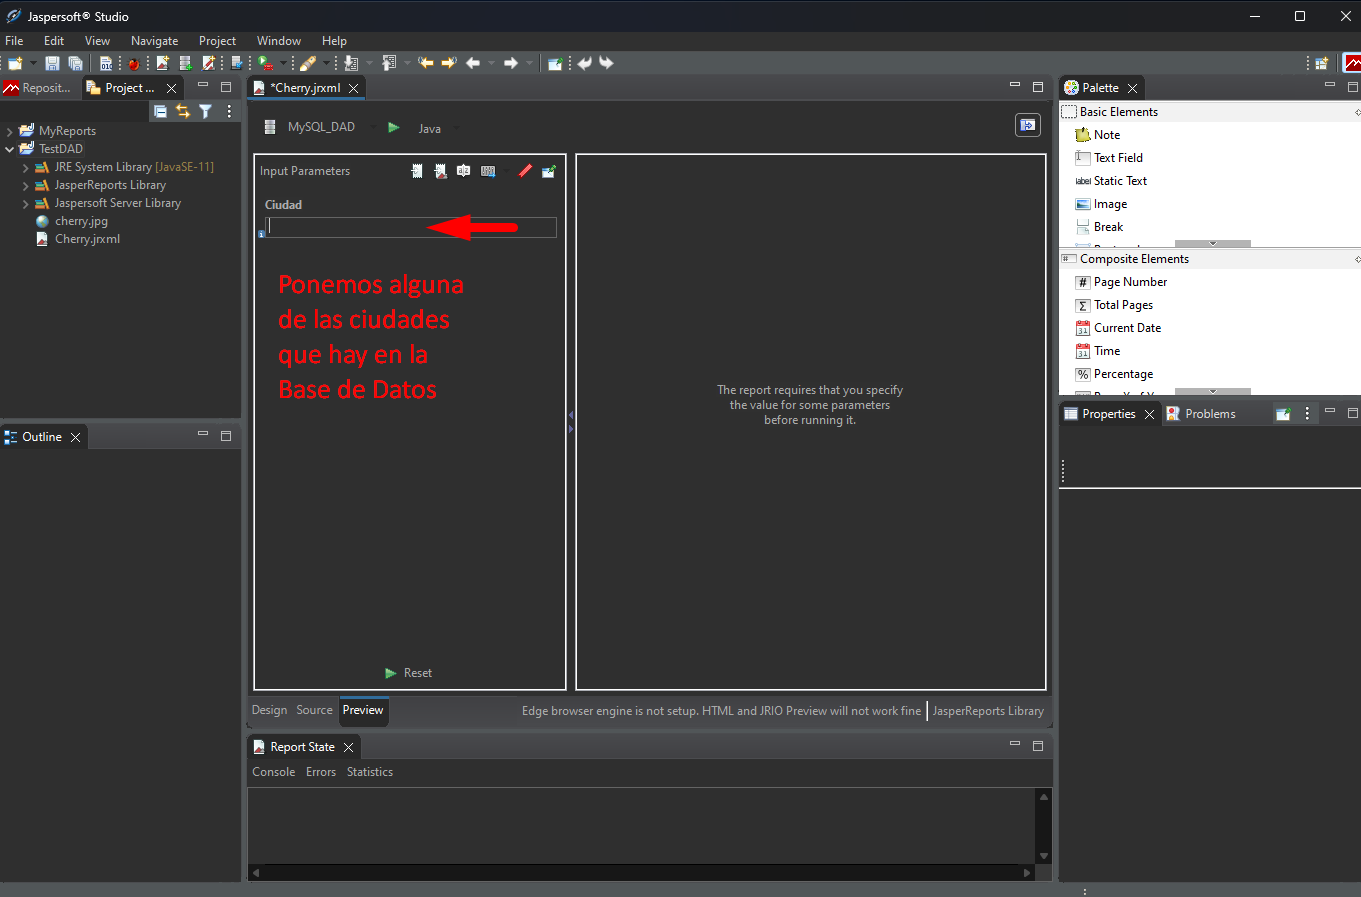 Jaspersoft® Studio
File Edit View Navigate Project Window Help
Reposit... Project ...
*Cherry.jrxml
Palette
MyReports
TestDAD
JRE System Library [JavaSE-11]
JasperReports Library
Jaspersoft Server Library
cherry.jpg
Cherry.jrxml
Outline
MySQL_DAD Java
Input Parameters
Ciudad
Ponemos alguna
de las ciudades
que hay en la
Base de Datos
Reset
The report requires that you specify
the value for some parameters
before running it.
Design Source Preview
Edge browser engine is not setup. HTML and JRIO Preview will not work fine JasperReports Library
Report State
Console Errors Statistics
Basic Elements
Note
Text Field
label Static Text
Image
Break
Composite Elements
# Page Number
Σ Total Pages
31 Current Date
31 Time
% Percentage
Properties Problems